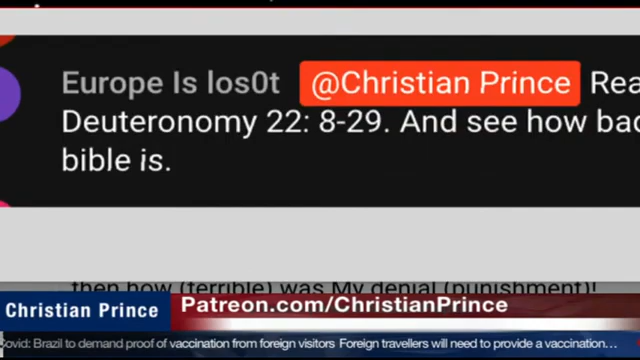 Europe Is los0t @Christian Prince Rea
Deuteronomy 22: 8-29. And see how bad
bible is.
then how (terrible) was My denial (punishment)!
Christian Prince
Patreon.com/ChristianPrince
Covid: Brazil to demand proof of vaccination from foreign visitors Foreign travellers will need to provide a vaccination...